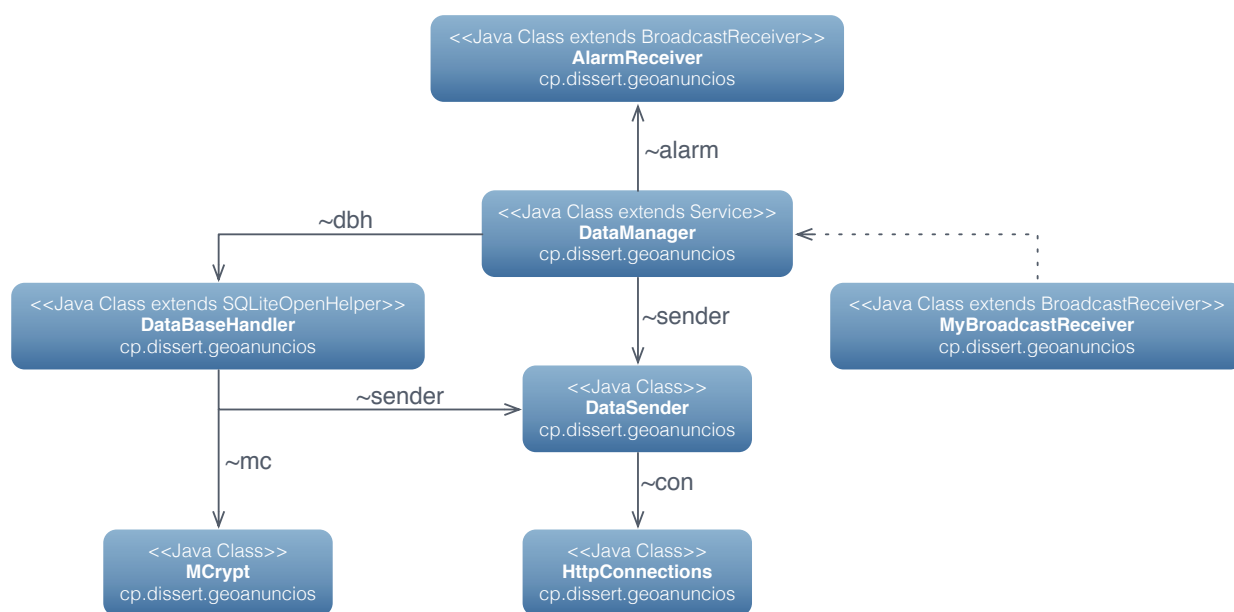 <<Java Class extends BroadcastReceiver>>
AlarmReceiver
cp.dissert.geoanuncios
~alarm
<<Java Class extends Service>>
DataManager
cp.dissert.geoanuncios
~dbh
<<Java Class extends SQLiteOpenHelper>>
DataBaseHandler
cp.dissert.geoanuncios
~sender
<<Java Class extends BroadcastReceiver>>
MyBroadcastReceiver
cp.dissert.geoanuncios
~sender
<<Java Class>>
DataSender
cp.dissert.geoanuncios
~mc
~con
<<Java Class>>
MCrypt
cp.dissert.geoanuncios
<<Java Class>>
HttpConnections
cp.dissert.geoanuncios